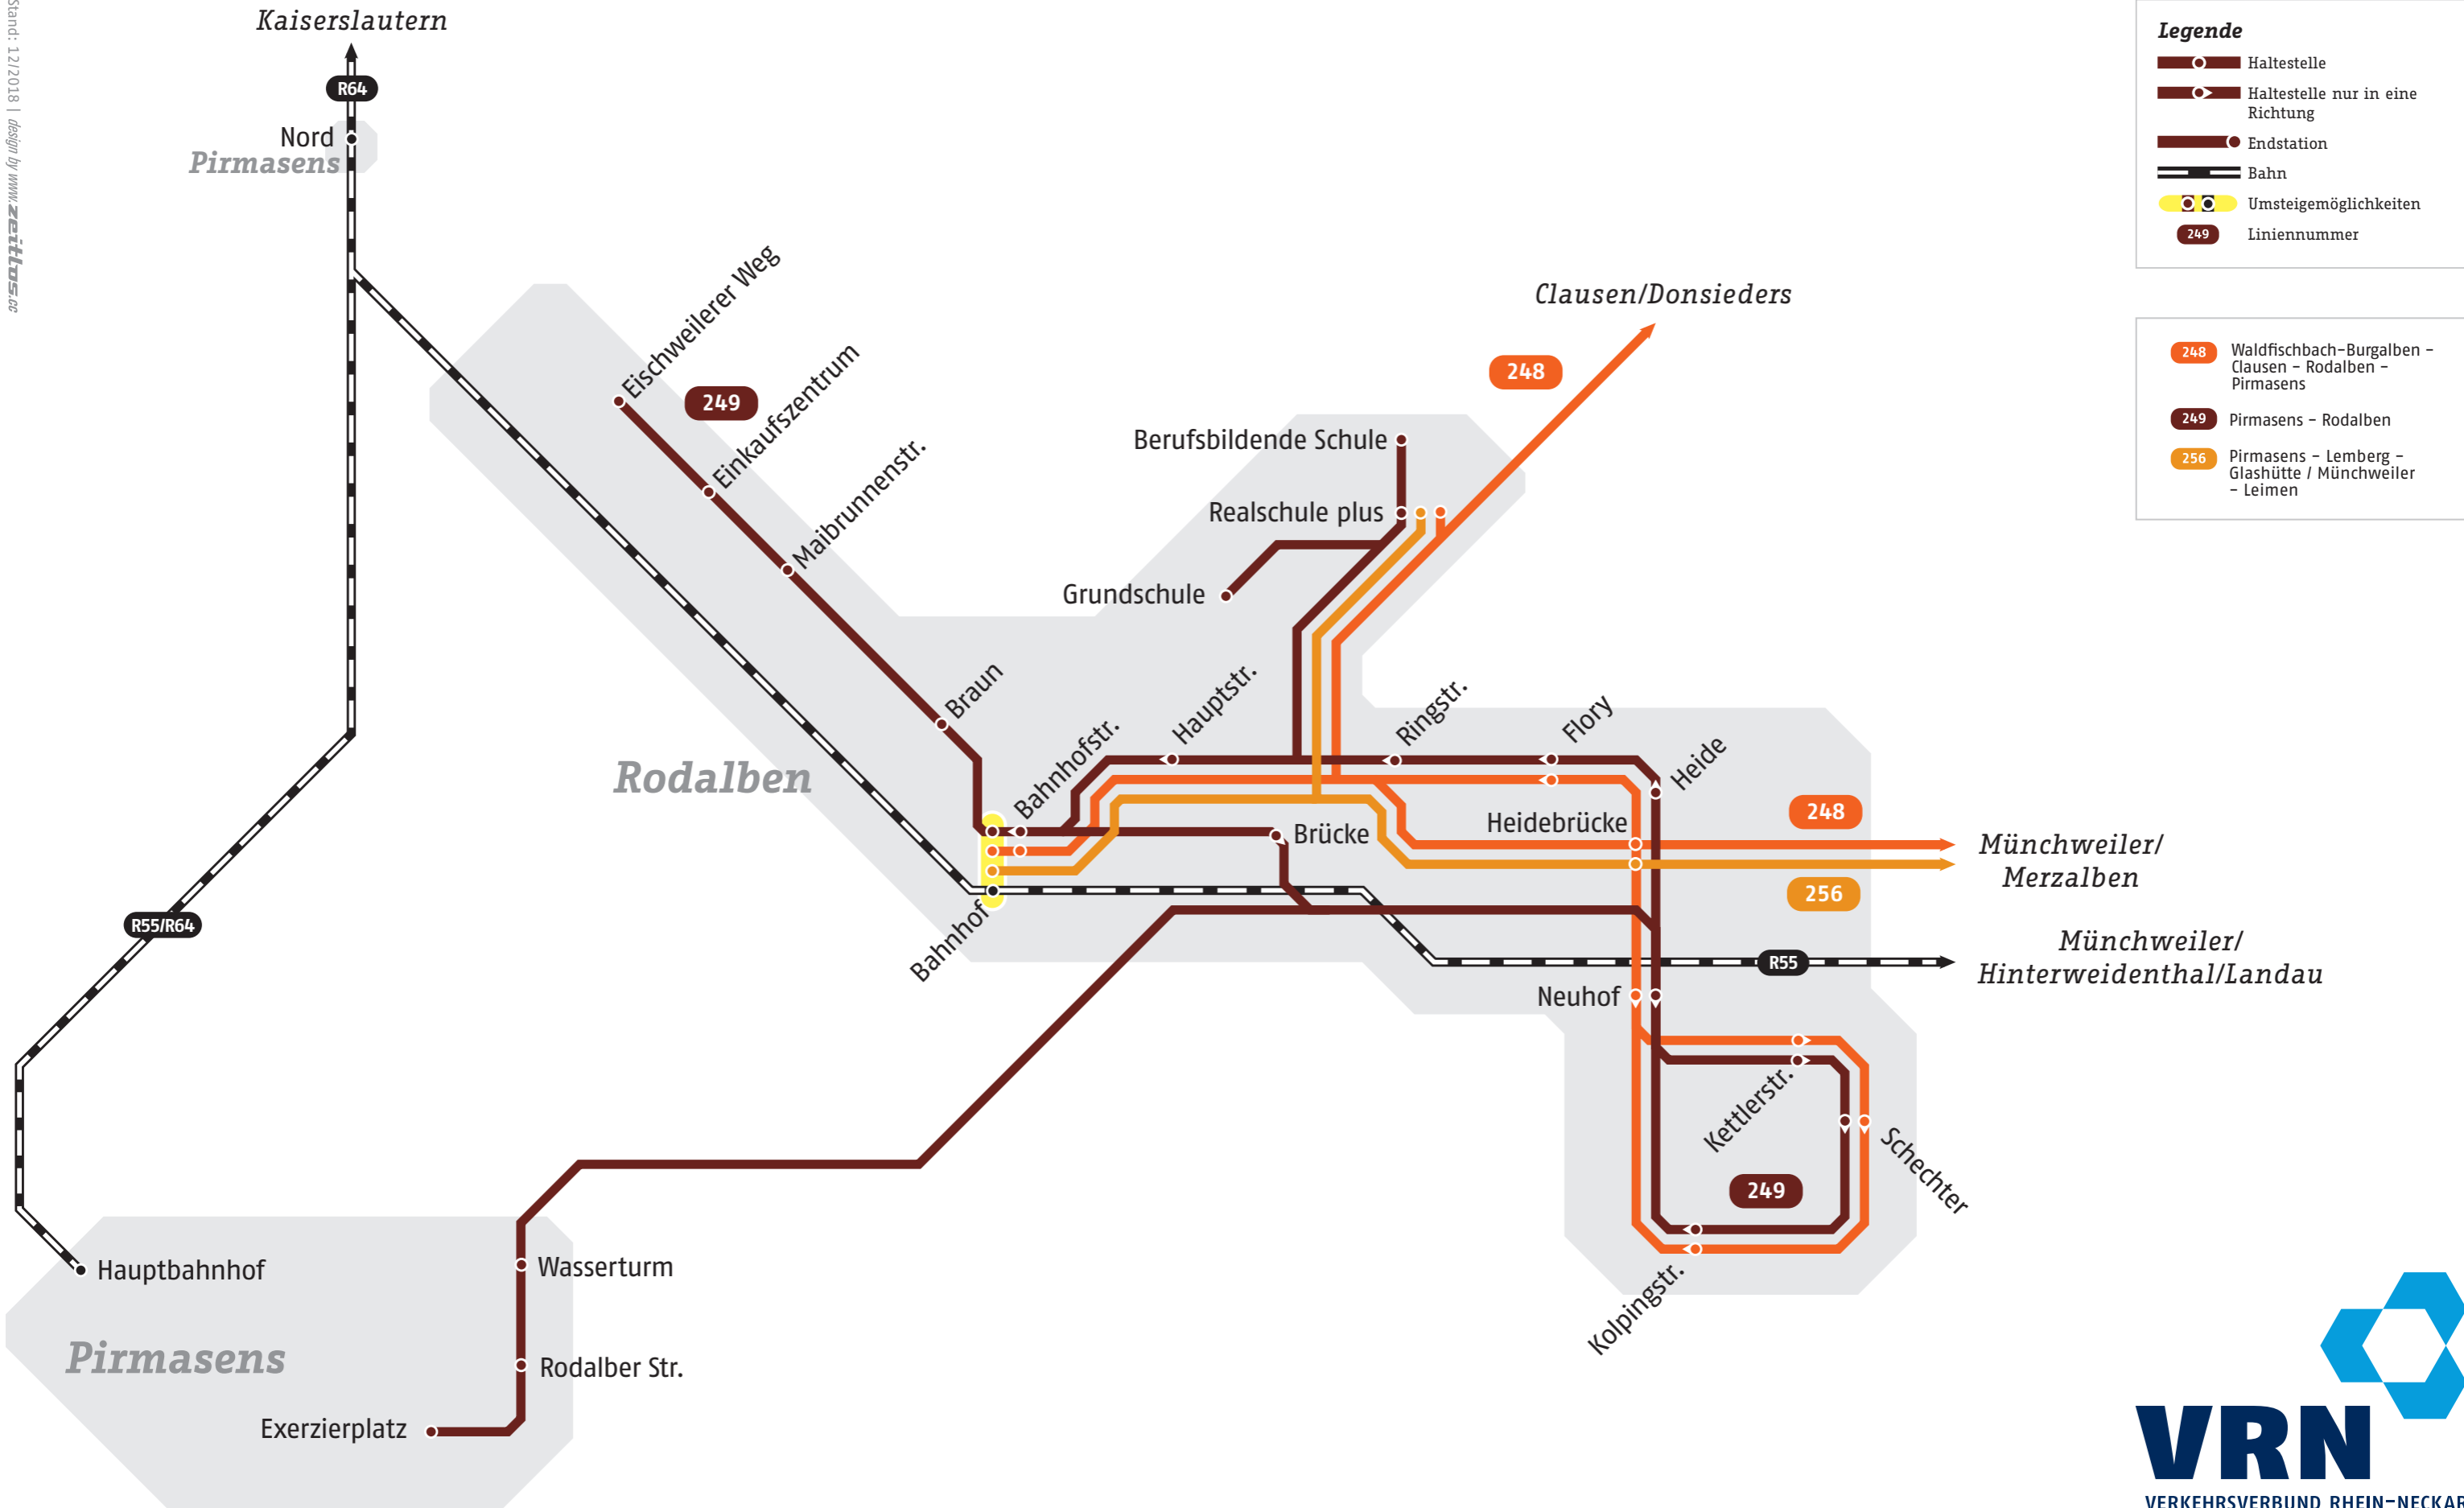 Stand: 12/2018 | design by www.zeitlos.cc
Kaiserslautern
R64
Nord
Pirmasens
Legende
Haltestelle
Haltestelle nur in eine
Richtung
Endstation
Bahn
Umsteigemöglichkeiten
249 Liniennummer
248 Waldfischbach-Burgalben –
Clausen – Rodalben –
Pirmasens
249 Pirmasens – Rodalben
256 Pirmasens – Lemberg –
Glashütte / Münchweiler
– Leimen
Eischweilerer Weg
249
Einkaufszentrum
Maibrunnenstr.
Clausen/Donsieders
248
Berufsbildende Schule
Realschule plus
Grundschule
Braun
Rodalben
Bahnhofstr.
Hauptstr.
Ringstr.
Flory
Heide
Brücke
Heidebrücke
248
Münchweiler/
Merzalben
256
Bahnhof
R55/R64
Münchweiler/
Hinterweidenthal/Landau
R55
Neuhof
Kettlerstr.
Schechter
249
Kolpingstr.
Hauptbahnhof
Wasserturm
Pirmasens
Rodalber Str.
Exerzierplatz
VRN
VERKEHRSVERBUND RHEIN-NECKAR